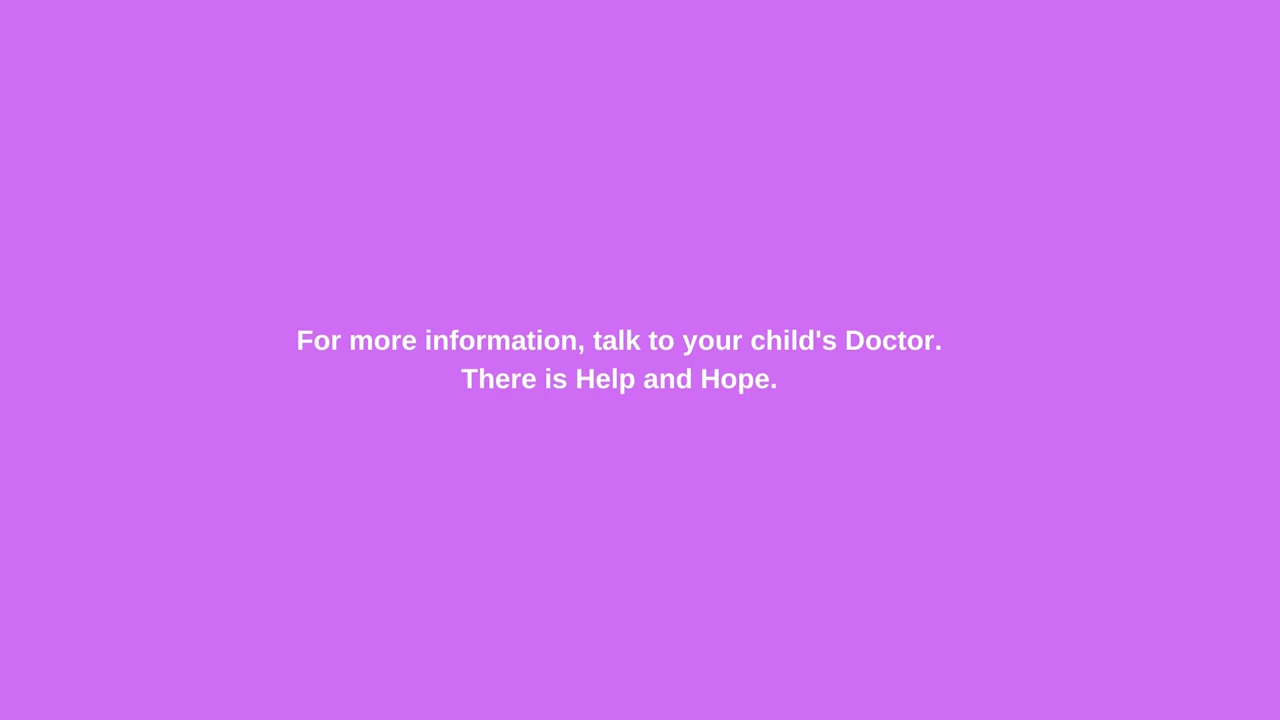 For more information, talk to your child's Doctor.
There is Help and Hope.